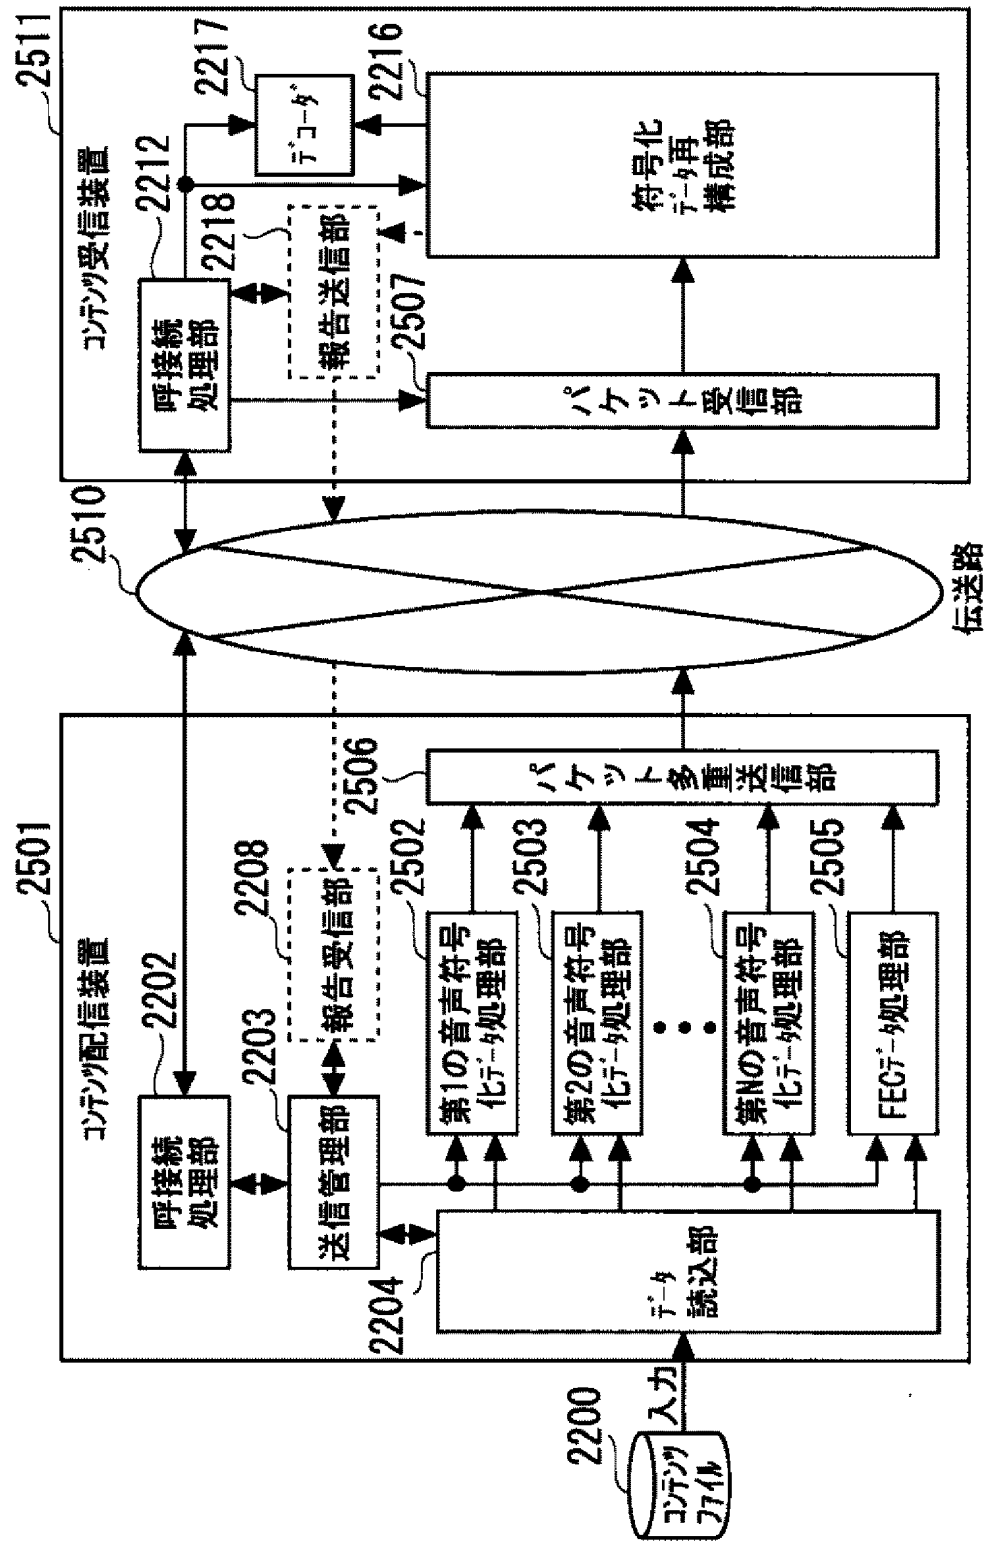 2501
コンテンツ配信装置
2202
呼接続
処理部
2203
送信管理部
2208
報告受信部
2204
データ
読込部
2200
コンテンツ
ファイル
入力
2502
第1の音声符号
化データ処理部
2503
第2の音声符号
化データ処理部
2504
第Nの音声符号
化データ処理部
2505
FECデータ処理部
2506
パケット多重送信部
2510
伝送路
2511
コンテンツ受信装置
2212
呼接続
処理部
2218
報告送信部
2217
デコーダ
2507
パケット受信部
2216
符号化
データ再
構成部